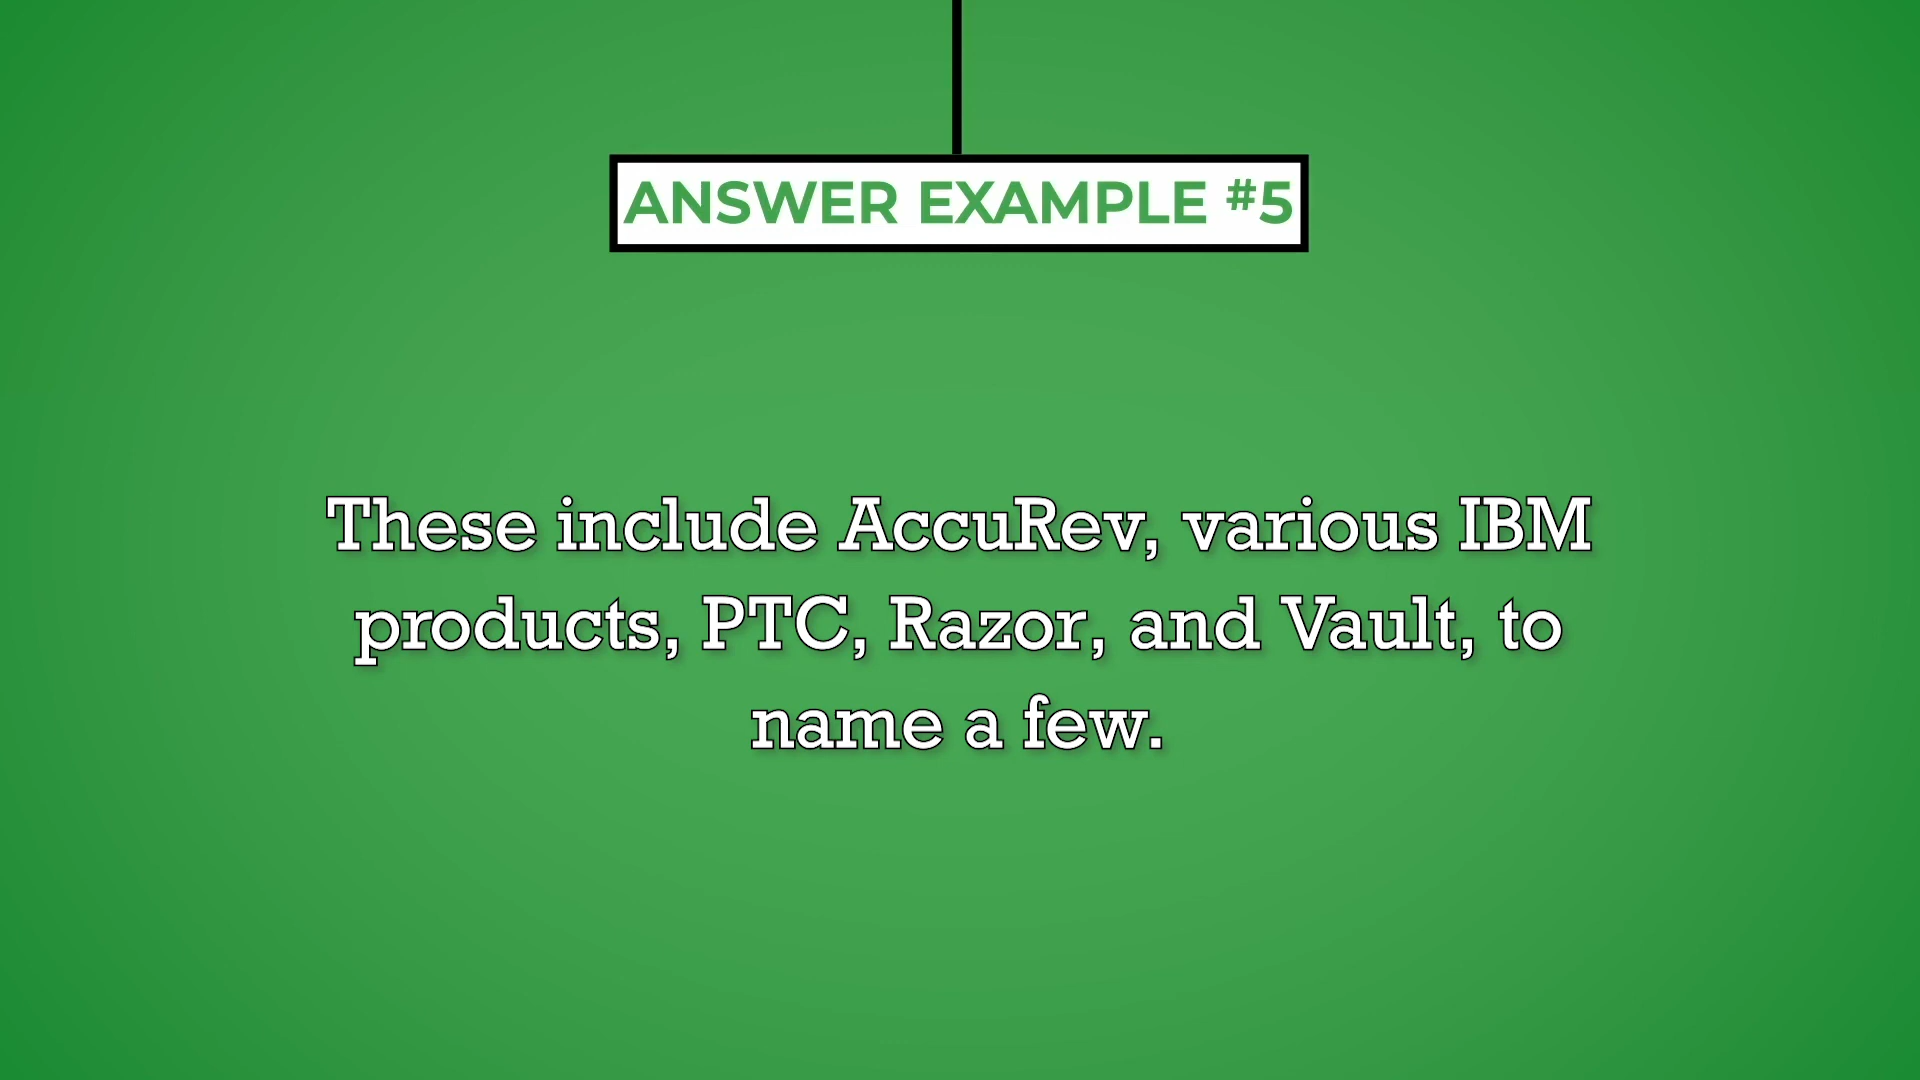 ANSWER EXAMPLE #5
These include AccuRev, various IBM
products, PTC, Razor, and Vault, to
name a few.